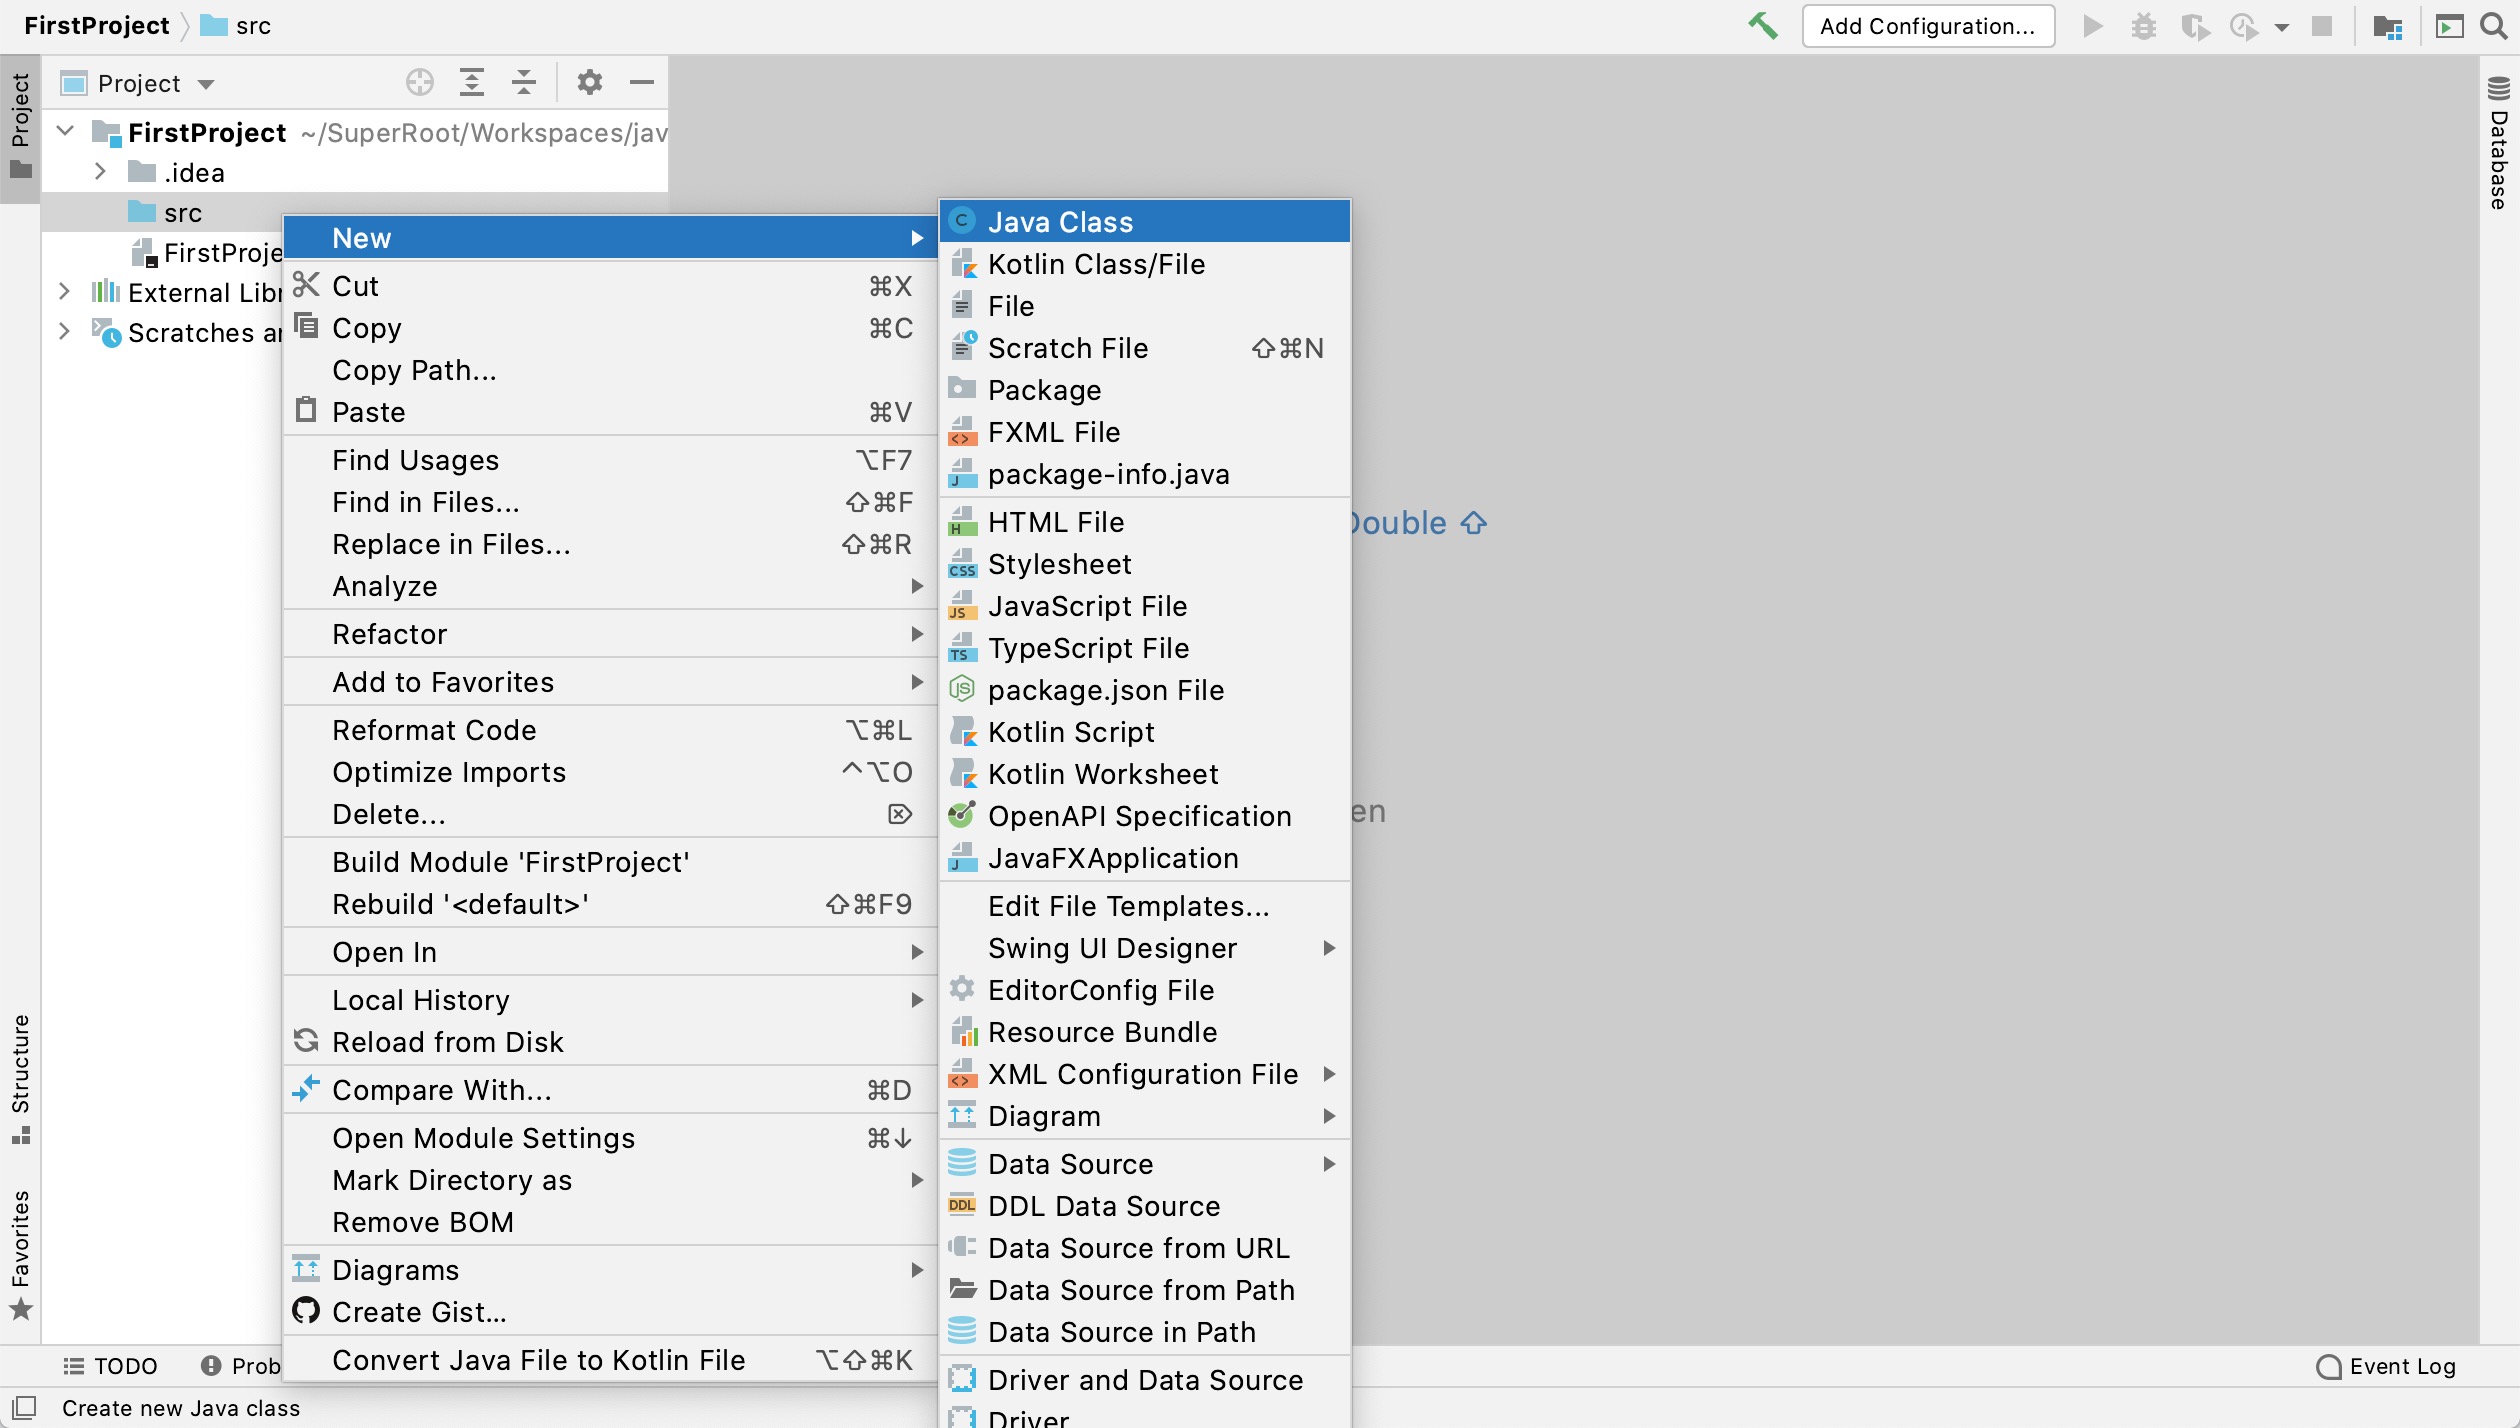 FirstProject src
Add Configuration...
Project
Project
FirstProject ~/SuperRoot/Workspaces/jav
.idea
src
FirstProje
External Libr
Scratches ar
Structure
Favorites
New
Cut ⌘X
Copy ⌘C
Copy Path...
Paste ⌘V
Find Usages ⌥F7
Find in Files... ⇧⌘F
Replace in Files... ⇧⌘R
Analyze
Refactor
Add to Favorites
Reformat Code ⌥⌘L
Optimize Imports ^⌥O
Delete... ⌦
Build Module 'FirstProject'
Rebuild '<default>' ⇧⌘F9
Open In
Local History
Reload from Disk
Compare With... ⌘D
Open Module Settings ⌘↓
Mark Directory as
Remove BOM
Diagrams
Create Gist...
Convert Java File to Kotlin File ⌥⇧⌘K
Java Class
Kotlin Class/File
File
Scratch File ⇧⌘N
Package
FXML File
package-info.java
HTML File
Stylesheet
JavaScript File
TypeScript File
package.json File
Kotlin Script
Kotlin Worksheet
OpenAPI Specification
JavaFXApplication
Edit File Templates...
Swing UI Designer
EditorConfig File
Resource Bundle
XML Configuration File
Diagram
Data Source
DDL Data Source
Data Source from URL
Data Source from Path
Data Source in Path
Driver and Data Source
Driver
Double ⇧
en
Database
TODO
Prob
Event Log
Create new Java class